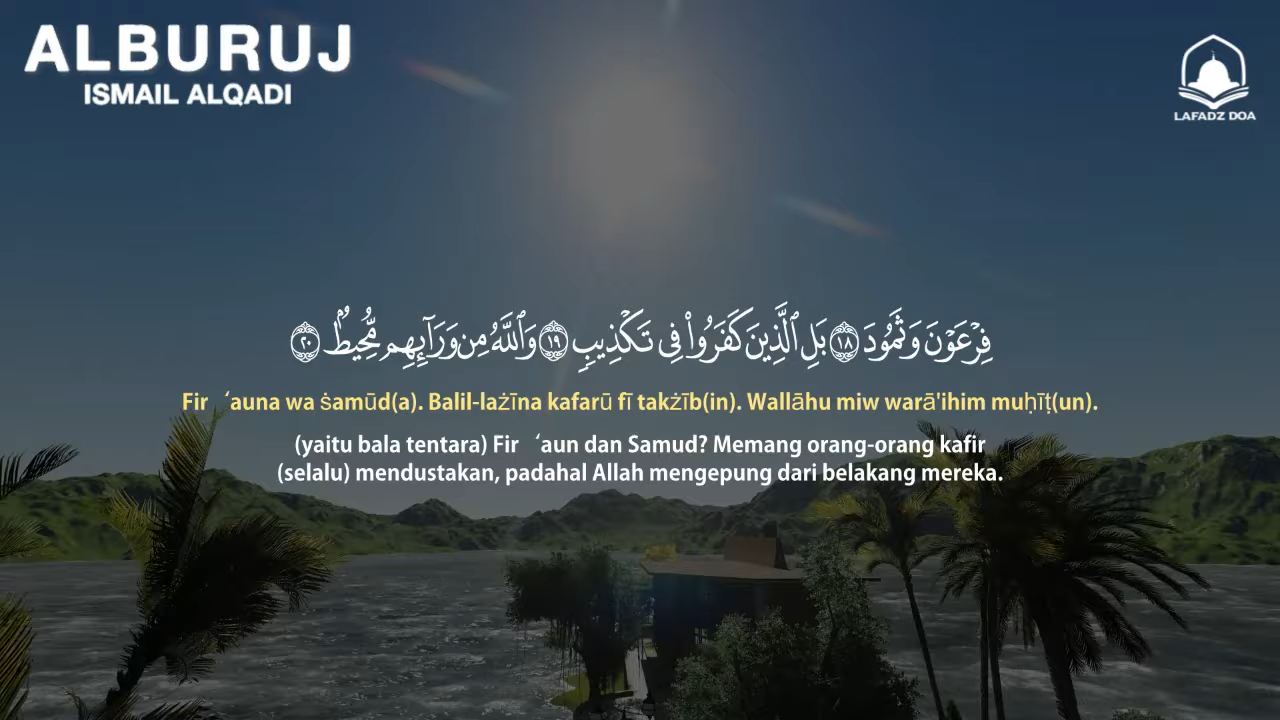 ALBURUJ
ISMAIL ALQADI
LAFADZ DOA
فِرْعَوْنَ وَثَمُودَ ۝١٨ بَلِ ٱلَّذِينَ كَفَرُوا۟ فِى تَكْذِيبٍ ۝١٩ وَٱللَّهُ مِن وَرَآئِهِم مُّحِيطٌۢ ۝٢٠
Fir‘auna wa ṡamūd(a). Balil-lażīna kafarū fī takżīb(in). Wallāhu miw warā'ihim muḥīṭ(un).
(yaitu bala tentara) Fir‘aun dan Samud? Memang orang-orang kafir
(selalu) mendustakan, padahal Allah mengepung dari belakang mereka.